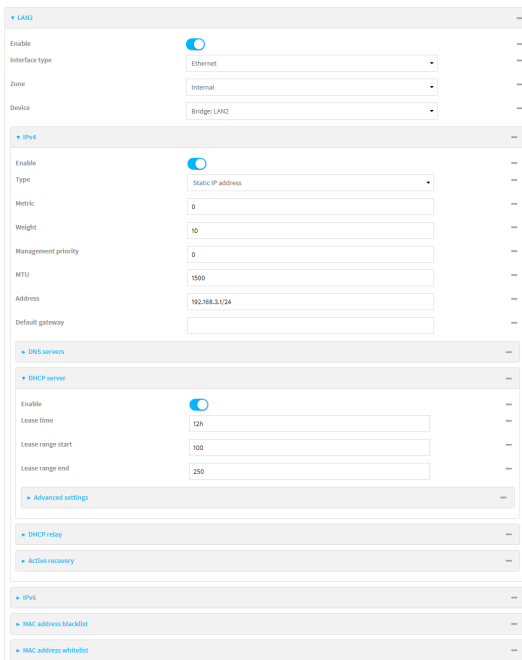 LAN2
Enable
Interface type Ethernet
Zone Internal
Device Bridge: LAN2
IPv4
Enable
Type Static IP address
Metric 0
Weight 10
Management priority 0
MTU 1500
Address 192.168.3.1/24
Default gateway
DNS servers
DHCP server
Enable
Lease time 12h
Lease range start 100
Lease range end 250
Advanced settings
DHCP relay
Active recovery
IPv6
MAC address blacklist
MAC address whitelist